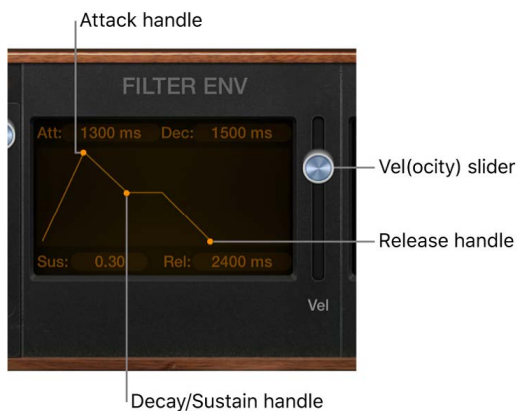 Attack handle
FILTER ENV
Att: 1300 ms Dec: 1500 ms
Vel(ocity) slider
Release handle
Sus: 0.30 Rel: 2400 ms
Vel
Decay/Sustain handle